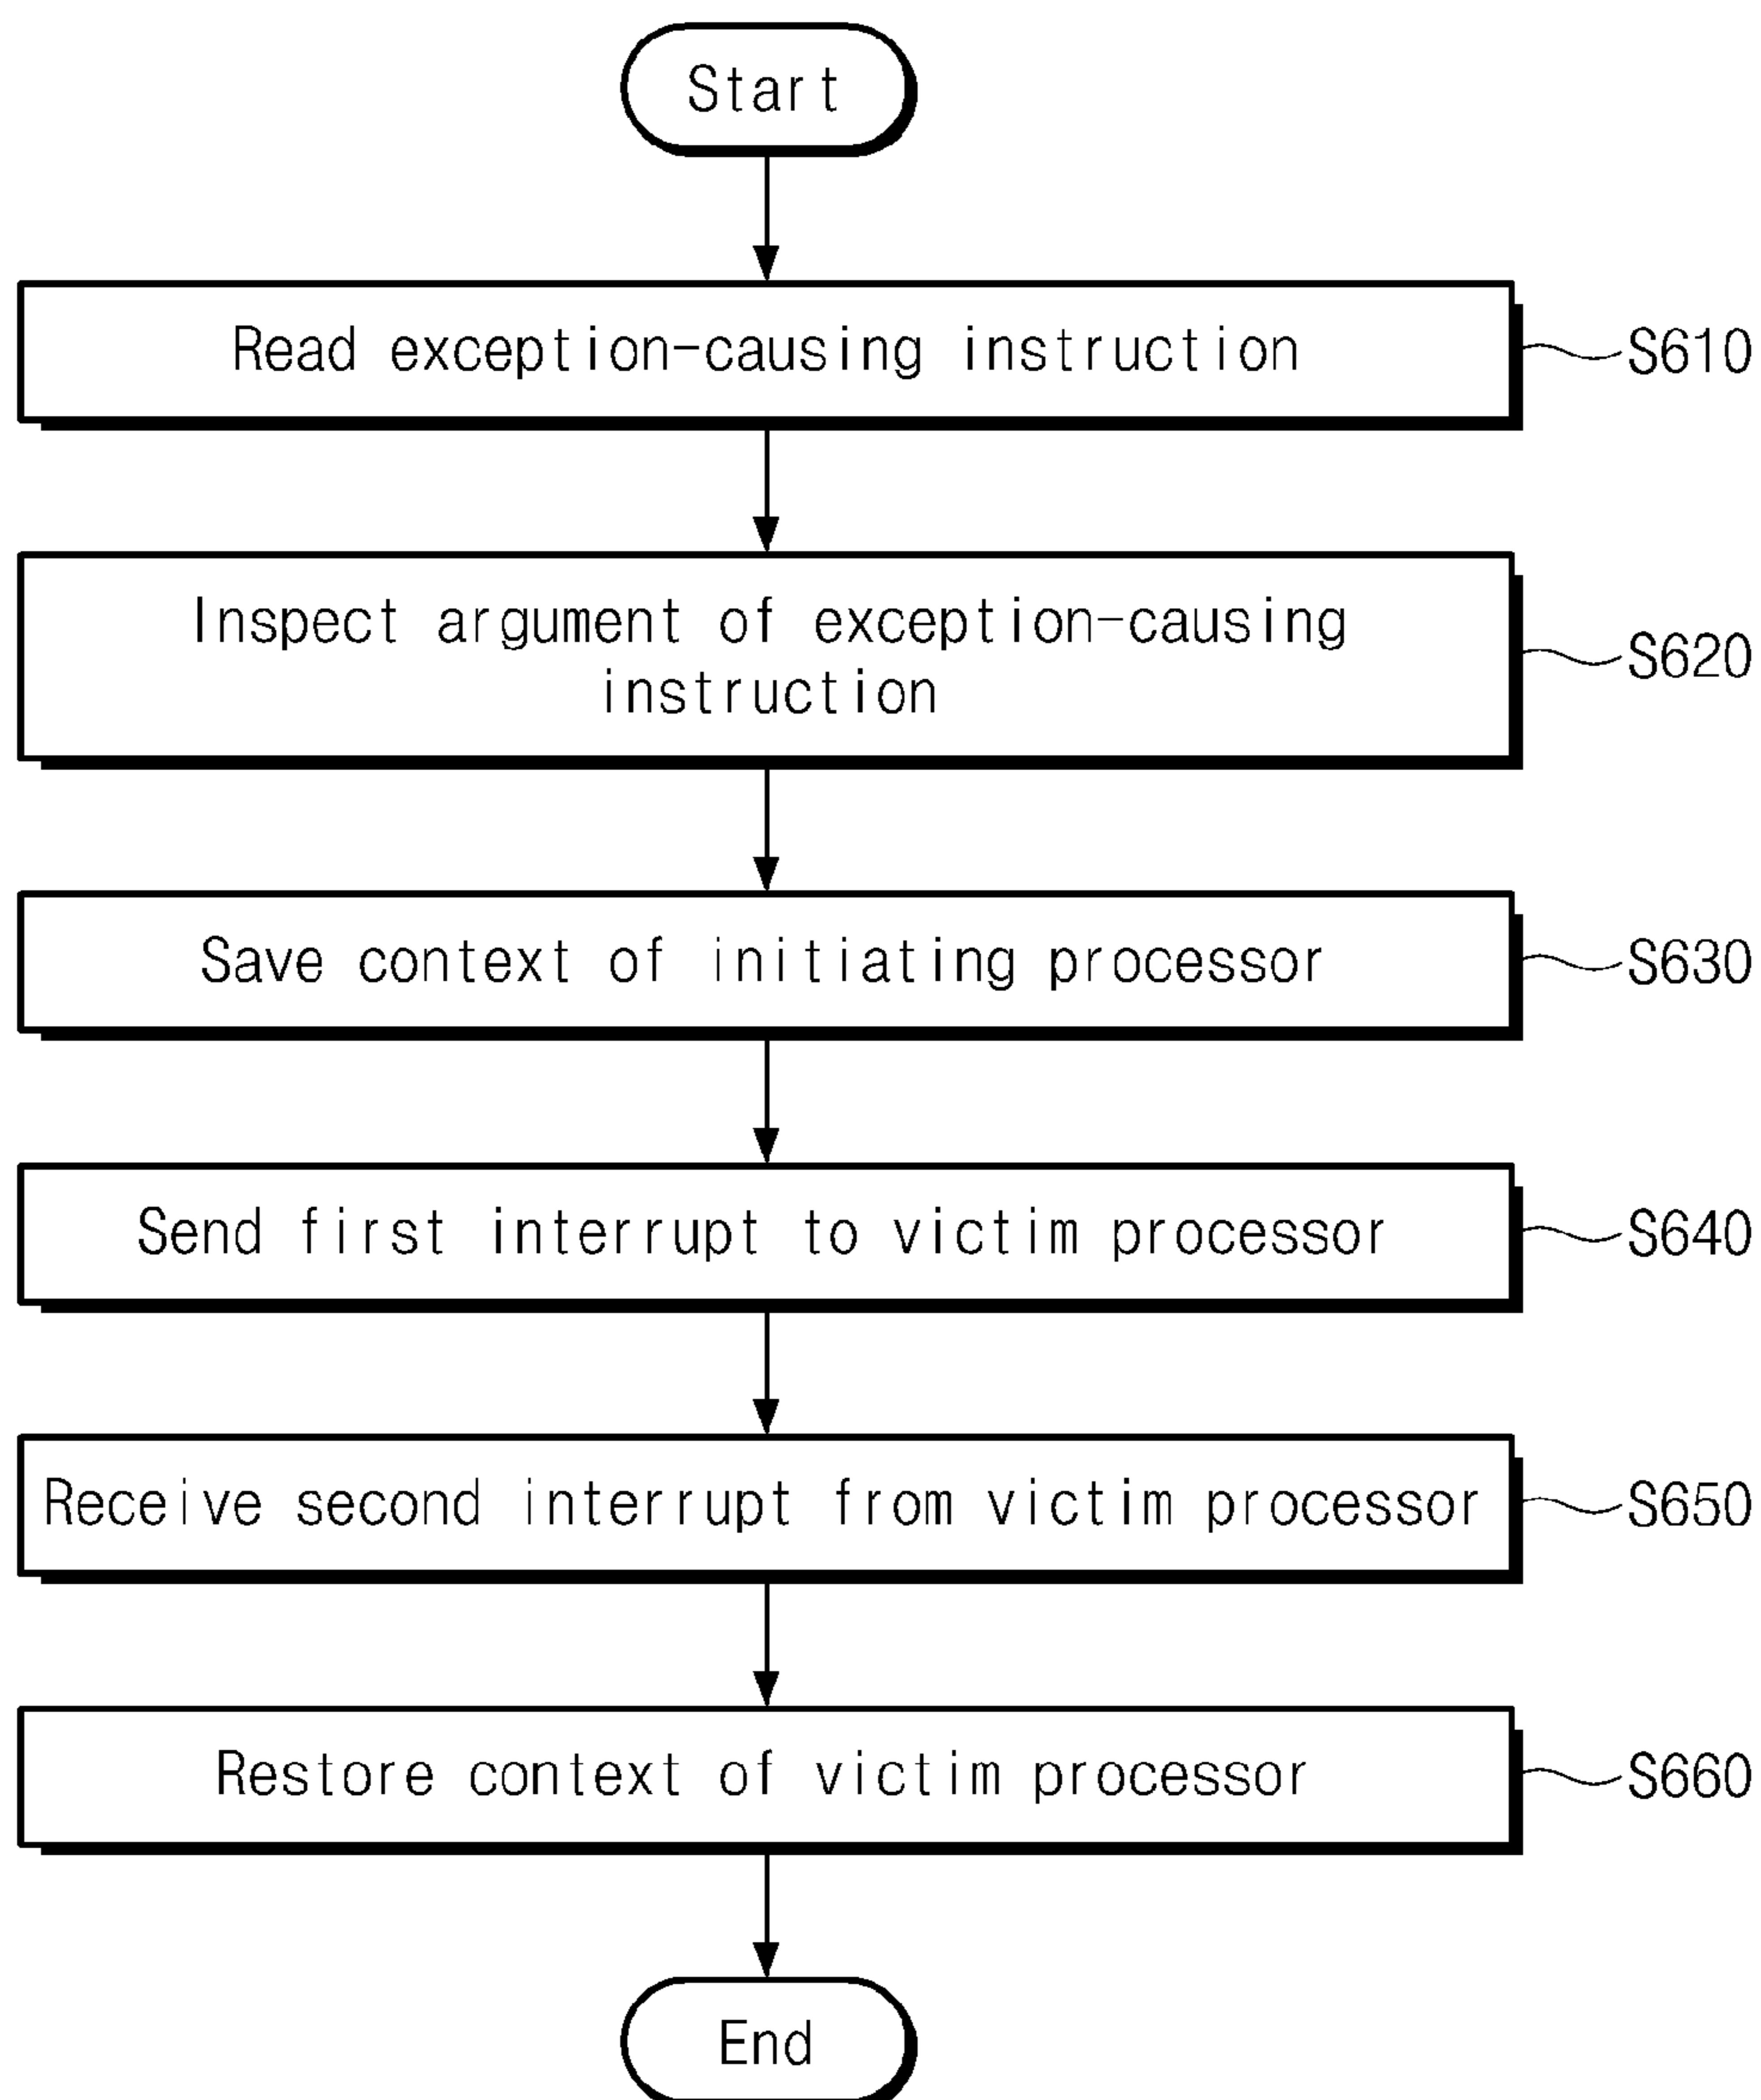 Start
Read exception-causing instruction
S610
Inspect argument of exception-causing
instruction
S620
Save context of initiating processor
S630
Send first interrupt to victim processor
S640
Receive second interrupt from victim processor
S650
Restore context of victim processor
S660
End